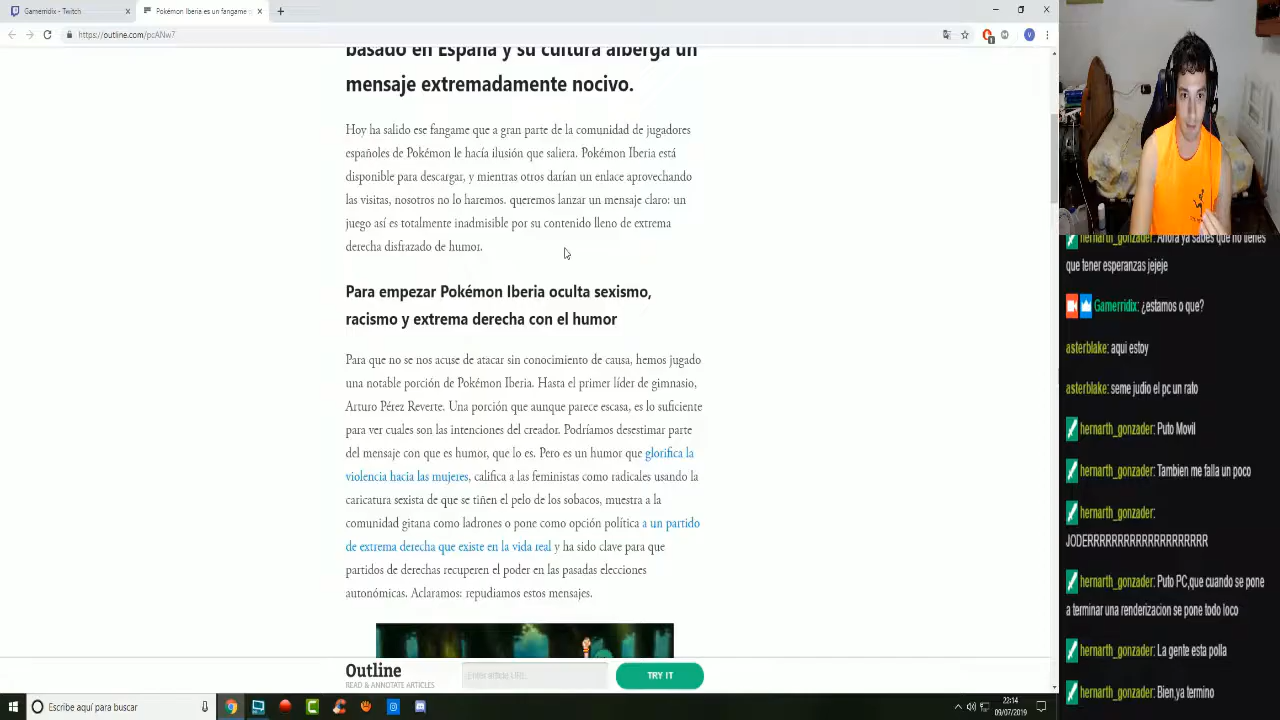 Gamerridix - Twitch
Pokémon Iberia es un fangame
https://outline.com/pcANw7
basado en España y su cultura alberga un
mensaje extremadamente nocivo.
Hoy ha salido ese fangame que a gran parte de la comunidad de jugadores
españoles de Pokémon le hacía ilusión que saliera. Pokémon Iberia está
disponible para descargar, y mientras otros darían un enlace aprovechando
las visitas, nosotros no lo haremos. queremos lanzar un mensaje claro: un
juego así es totalmente inadmisible por su contenido lleno de extrema
derecha disfrazado de humor.
Para empezar Pokémon Iberia oculta sexismo,
racismo y extrema derecha con el humor
Para que no se nos acuse de atacar sin conocimiento de causa, hemos jugado
una notable porción de Pokémon Iberia. Hasta el primer líder de gimnasio,
Arturo Pérez Reverte. Una porción que aunque parece escasa, es lo suficiente
para ver cuales son las intenciones del creador. Podríamos desestimar parte
del mensaje con que es humor, que lo es. Pero es un humor que glorifica la
violencia hacia las mujeres, califica a las feministas como radicales usando la
caricatura sexista de que se tiñen el pelo de los sobacos, muestra a la
comunidad gitana como ladrones o pone como opción política a un partido
de extrema derecha que existe en la vida real y ha sido clave para que
partidos de derechas recuperen el poder en las pasadas elecciones
autonómicas. Aclaramos: repudiamos estos mensajes.
Outline
READ & ANNOTATE ARTICLES
Enter article URL
TRY IT
hernarth_gonzader: Ahora ya sabes que no tienes
que tener esperanzas jejeje
Gamerridix: ¿estamos o que?
asterblake: aqui estoy
asterblake: seme judio el pc un rato
hernarth_gonzader: Puto Movil
hernarth_gonzader: Tambien me falla un poco
hernarth_gonzader:
JODERRRRRRRRRRRRRRRRRRR
hernarth_gonzader: Puto PC,que cuando se pone
a terminar una renderizacion se pone todo loco
hernarth_gonzader: La gente esta polla
hernarth_gonzader: Bien,ya termino
Escribe aquí para buscar
22:14
09/07/2019